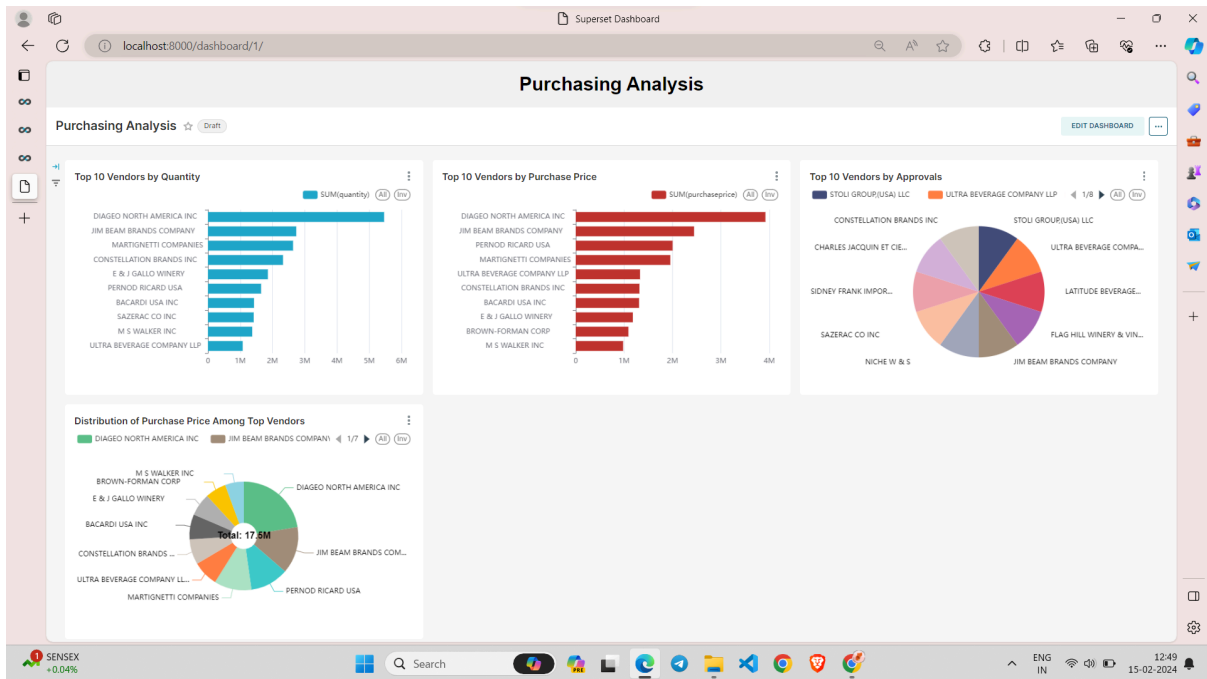 Superset Dashboard
localhost:8000/dashboard/1/
Purchasing Analysis
Purchasing Analysis Draft
EDIT DASHBOARD
Top 10 Vendors by Quantity
SUM(quantity) All Inv
DIAGEO NORTH AMERICA INC
JIM BEAM BRANDS COMPANY
MARTIGNETTI COMPANIES
CONSTELLATION BRANDS INC
E & J GALLO WINERY
PERNOD RICARD USA
BACARDI USA INC
SAZERAC CO INC
M S WALKER INC
ULTRA BEVERAGE COMPANY LLP
0 1M 2M 3M 4M 5M 6M
Top 10 Vendors by Purchase Price
SUM(purchaseprice) All Inv
DIAGEO NORTH AMERICA INC
JIM BEAM BRANDS COMPANY
PERNOD RICARD USA
MARTIGNETTI COMPANIES
ULTRA BEVERAGE COMPANY LLP
CONSTELLATION BRANDS INC
BACARDI USA INC
E & J GALLO WINERY
BROWN-FORMAN CORP
M S WALKER INC
0 1M 2M 3M 4M
Top 10 Vendors by Approvals
STOLI GROUP,(USA) LLC ULTRA BEVERAGE COMPANY LLP 1/8 All Inv
CONSTELLATION BRANDS INC STOLI GROUP,(USA) LLC
CHARLES JACQUIN ET CIE... ULTRA BEVERAGE COMPA...
SIDNEY FRANK IMPOR... LATITUDE BEVERAGE...
SAZERAC CO INC FLAG HILL WINERY & VIN...
NICHE W & S JIM BEAM BRANDS COMPANY
Distribution of Purchase Price Among Top Vendors
DIAGEO NORTH AMERICA INC JIM BEAM BRANDS COMPAN 1/7 All Inv
M S WALKER INC
BROWN-FORMAN CORP
DIAGEO NORTH AMERICA INC
E & J GALLO WINERY
BACARDI USA INC
Total: 17.5M
CONSTELLATION BRANDS ... JIM BEAM BRANDS COM...
ULTRA BEVERAGE COMPANY LL...
PERNOD RICARD USA
MARTIGNETTI COMPANIES
1 SENSEX
+0.04%
Search
PRE
ENG
IN
12:49
15-02-2024